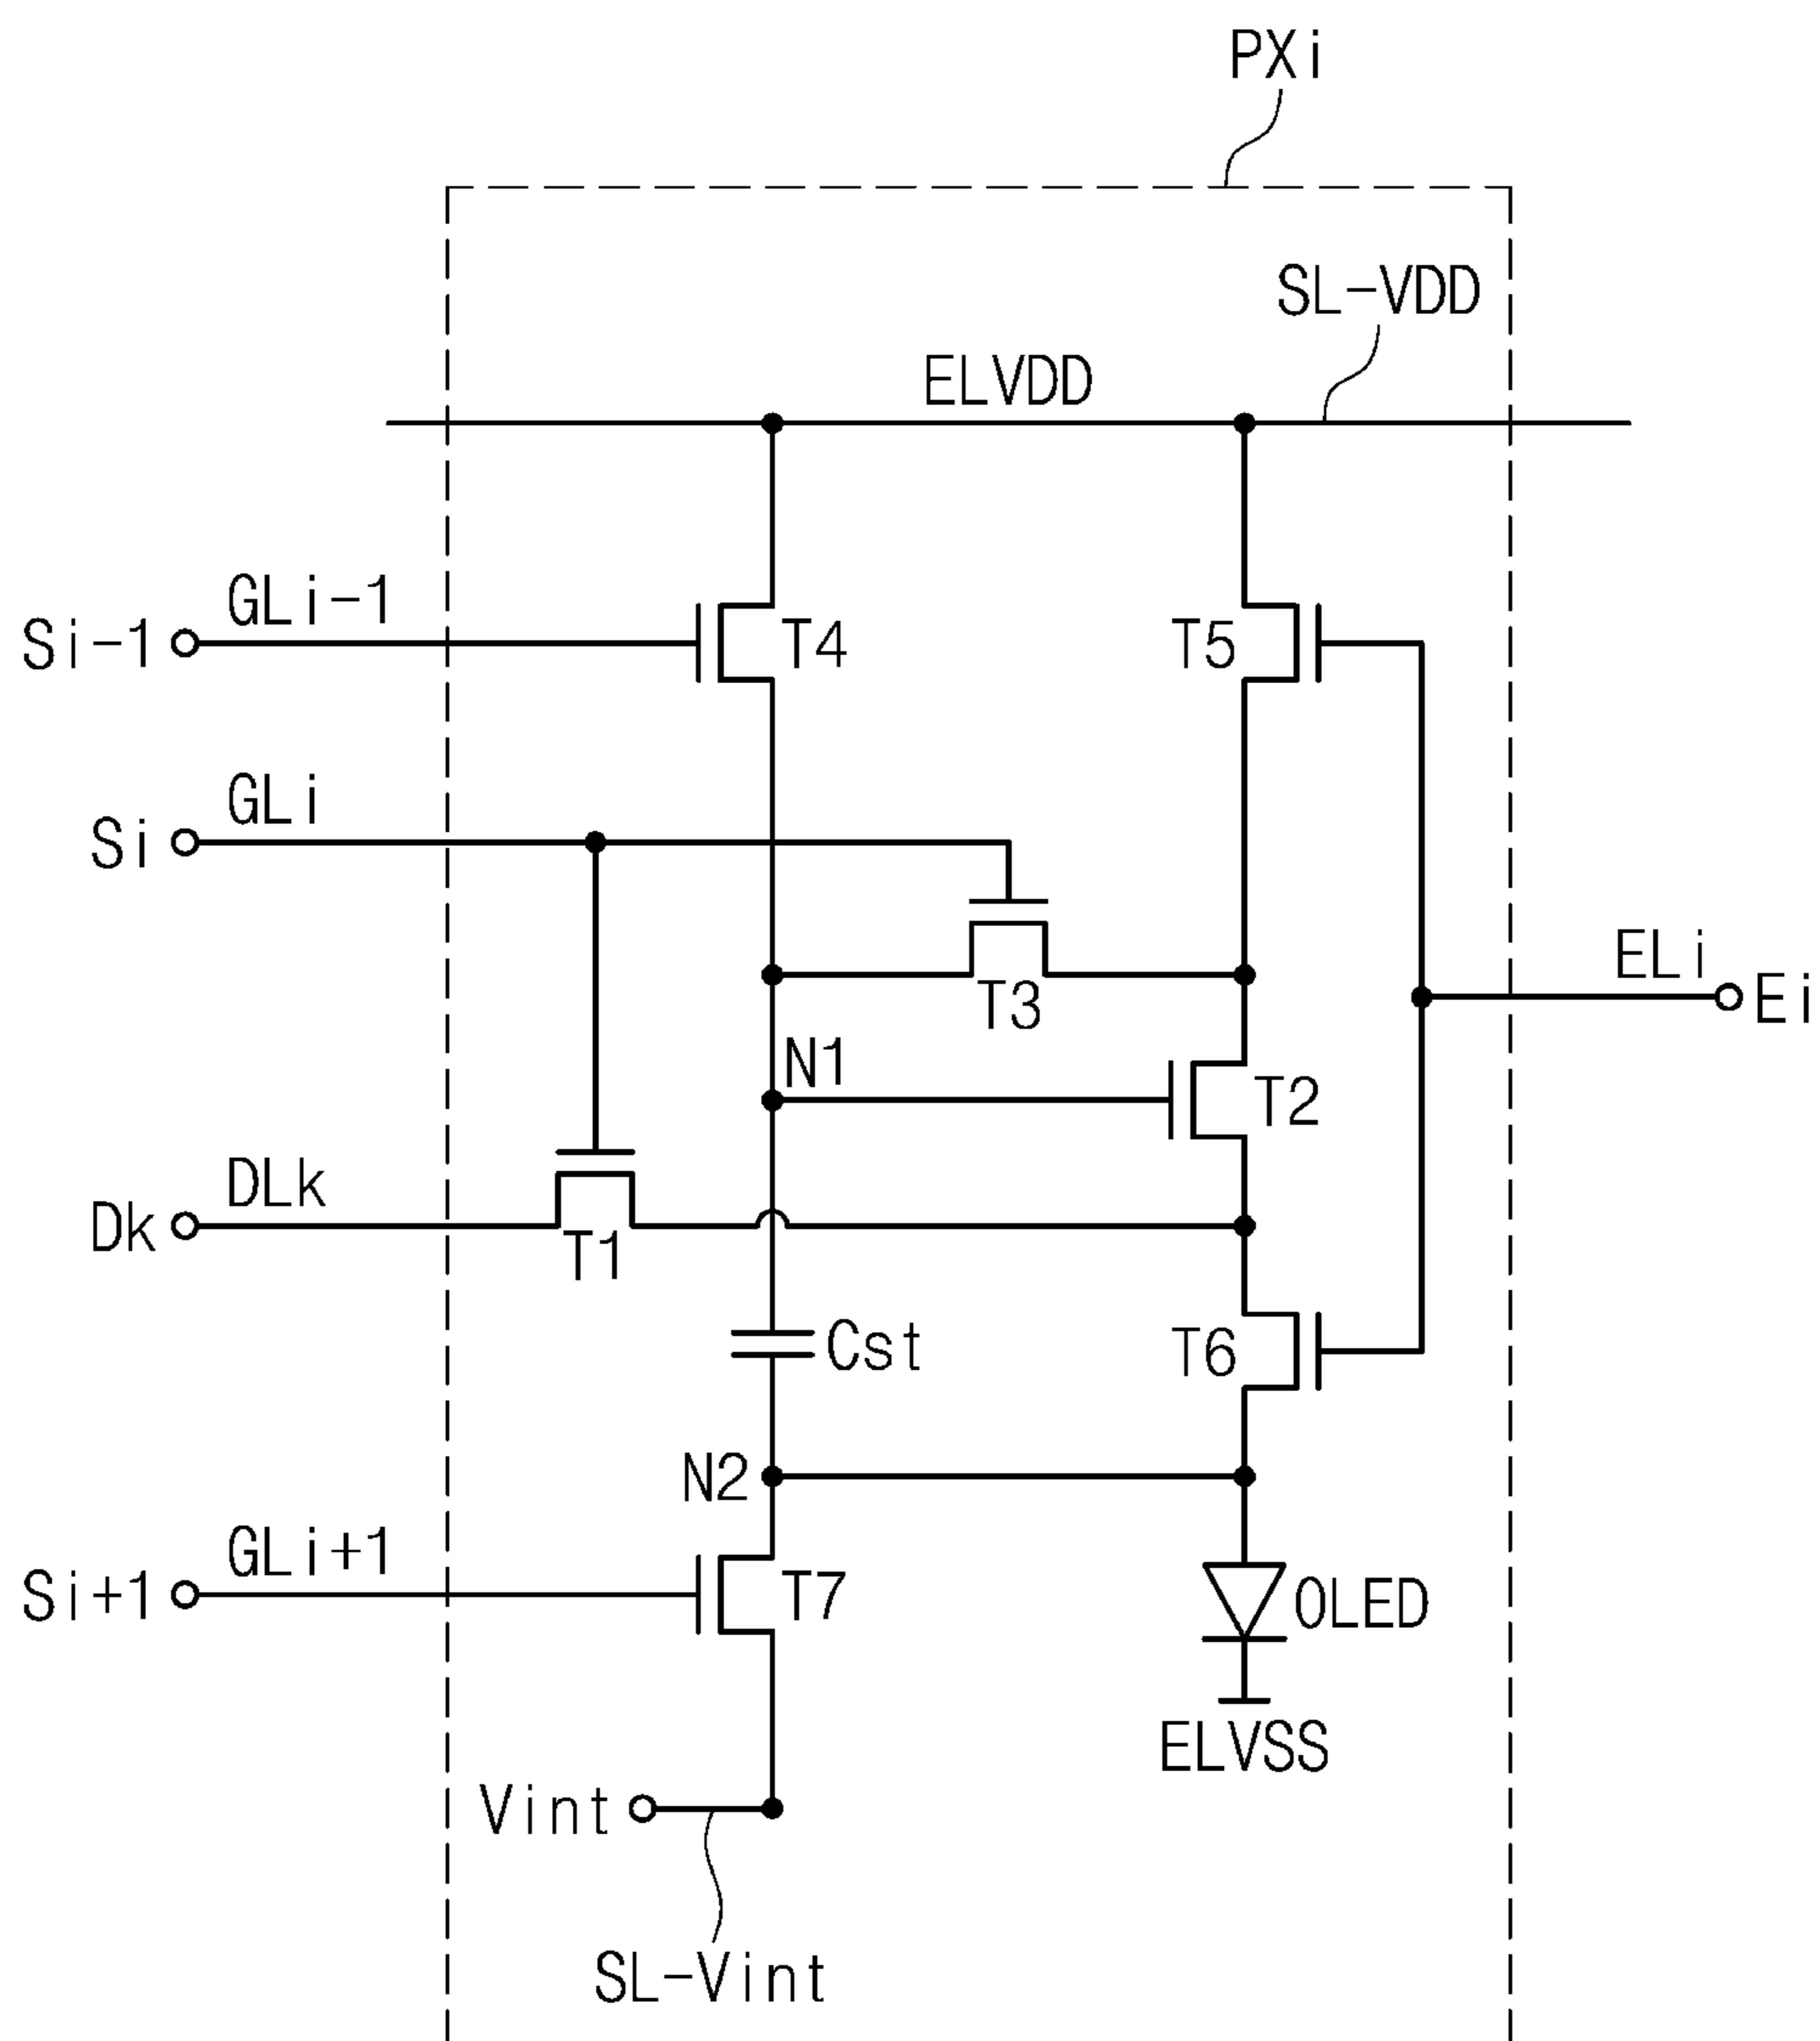 PXi
SL-VDD
ELVDD
GLi-1
Si-1
T4
T5
GLi
Si
T3
ELi
Ei
N1
T2
DLk
Dk
T1
Cst
T6
N2
GLi+1
Si+1
T7
OLED
ELVSS
Vint
SL-Vint